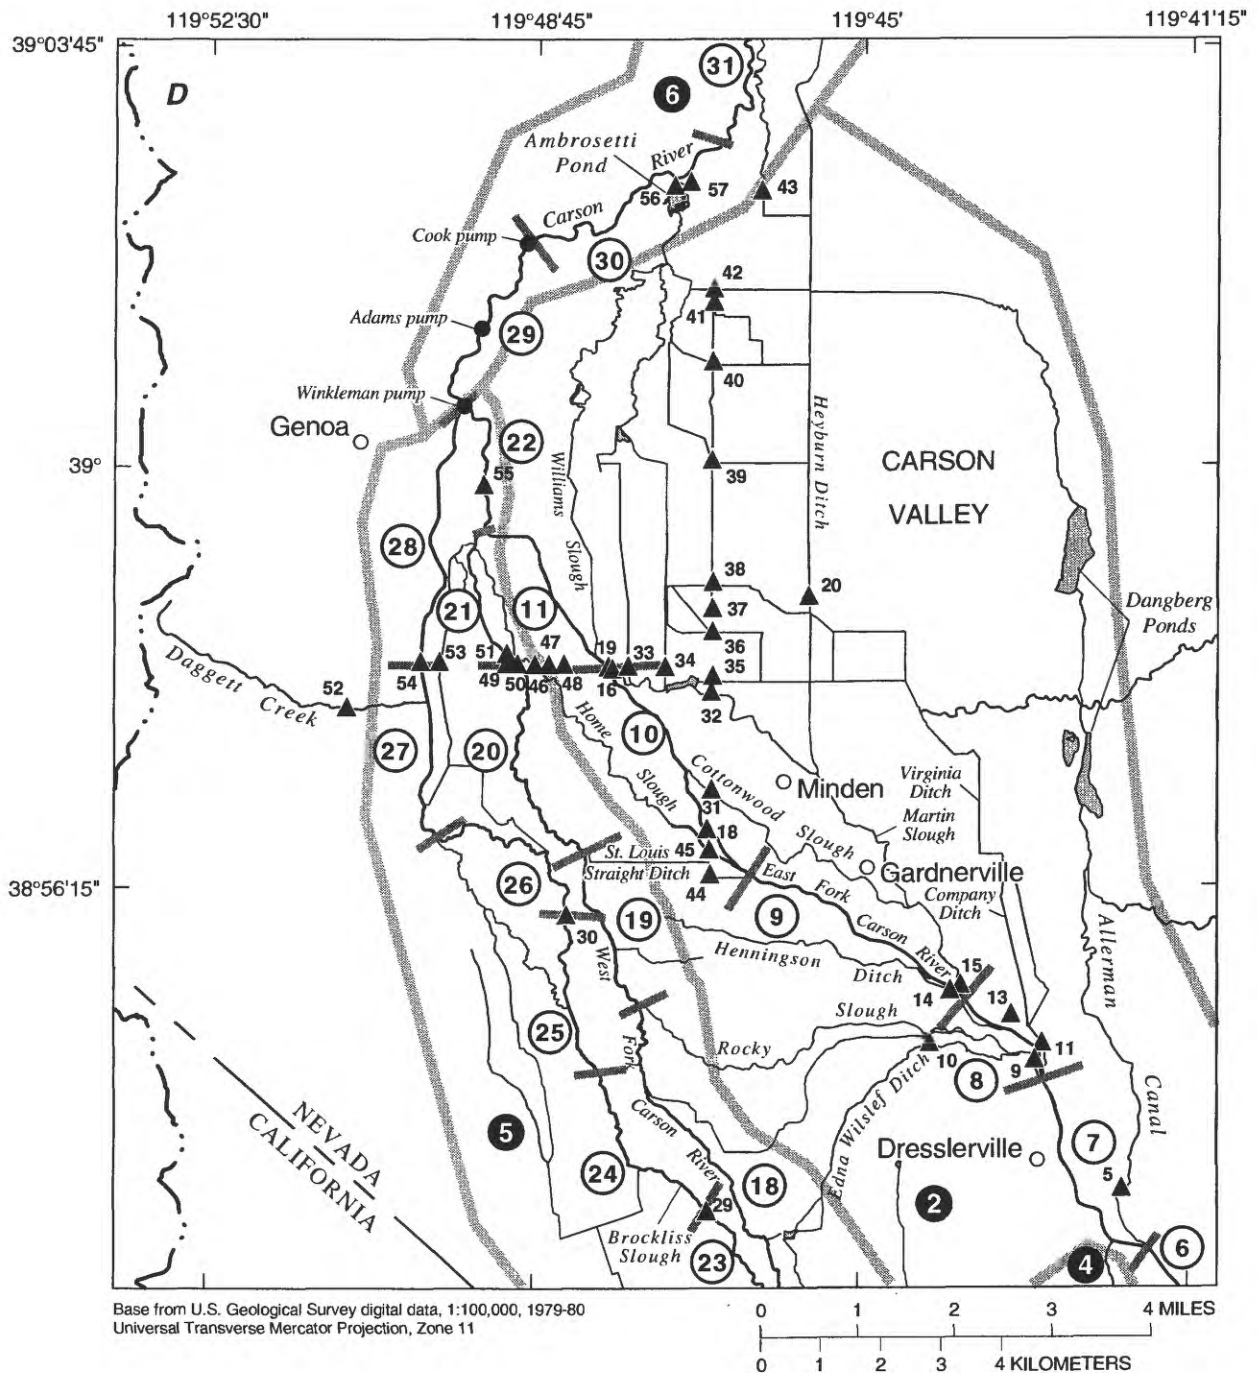 119°52'30" 119°48'45" 119°45' 119°41'15"
39°03'45"
D
31
6
Ambrosetti
Pond
River
56
57
43
Carson
Cook pump
30
42
41
Adams pump
29
40
Winkleman pump
Genoa
22
39
55
Williams
Slough
Heyburn Ditch
CARSON
VALLEY
39°
28
38
20
37
21
11
36
Dangberg
Ponds
47
19
33
34
35
51
53
54
49
50
46
48
16
32
Daggett
Creek
52
27
20
Home
Slough
10
Cottonwood
Slough
31
Minden
Virginia
Ditch
Martin
Slough
18
45
St. Louis
Straight Ditch
44
38°56'15"
26
East
Fork
Carson
River
Gardnerville
Company
Ditch
9
19
30
Hennington
Ditch
West
Fork
Carson
River
15
14
13
Allerman
Canal
Slough
Rocky
25
10
11
9
8
Edna Wilslef Ditch
NEVADA
CALIFORNIA
5
7
Dresslerville
5
24
18
2
29
Brockliss
Slough
23
4
6
Base from U.S. Geological Survey digital data, 1:100,000, 1979-80
Universal Transverse Mercator Projection, Zone 11
0 1 2 3 4 MILES
0 1 2 3 4 KILOMETERS